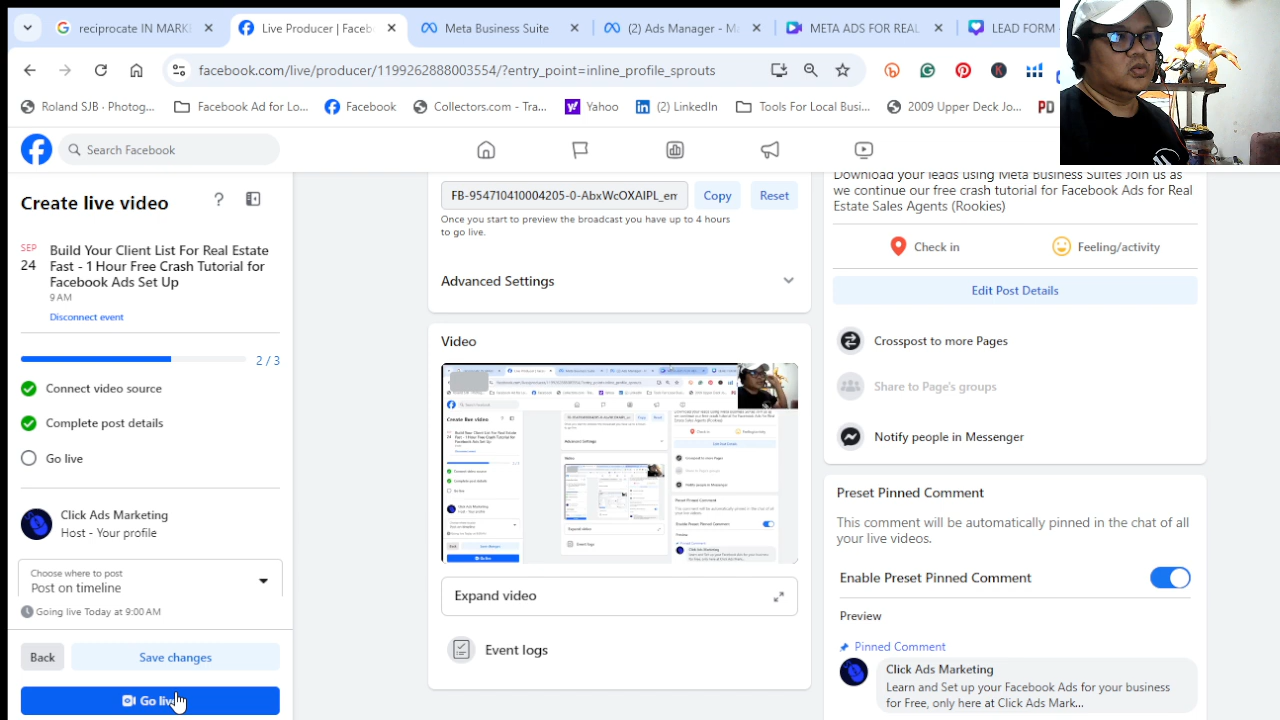 reciprocate IN MARK
Live Producer | Faceb
Meta Business Suite
(2) Ads Manager - M
META ADS FOR REAL
LEAD FORM
facebook.com/live/producer/1199262808003554/?entry_point=inline_profile_sprouts
Roland SJB - Photog...
Facebook Ad for Lo...
Facebook
Collectors.com - Tra...
Yahoo
(2) LinkedIn
Tools For Local Busi...
2009 Upper Deck Jo...
PD
Search Facebook
Create live video
SEP
24
Build Your Client List For Real Estate
Fast - 1 Hour Free Crash Tutorial for
Facebook Ads Set Up
9 AM
Disconnect event
2 / 3
Connect video source
Complete post details
Go live
Click Ads Marketing
Host - Your profile
Choose where to post
Post on timeline
Going live Today at 9:00 AM
Back
Save changes
Go live
FB-954710410004205-0-AbxWcOXAIPL_em
Copy
Reset
Once you start to preview the broadcast you have up to 4 hours
to go live.
Advanced Settings
Video
Expand video
Event logs
Download your leads using Meta Business Suites Join us as
we continue our free crash tutorial for Facebook Ads for Real
Estate Sales Agents (Rookies)
Check in
Feeling/activity
Edit Post Details
Crosspost to more Pages
Share to Page's groups
Notify people in Messenger
Preset Pinned Comment
This comment will be automatically pinned in the chat of all
your live videos.
Enable Preset Pinned Comment
Preview
Pinned Comment
Click Ads Marketing
Learn and Set up your Facebook Ads for your business
for Free, only here at Click Ads Mark...